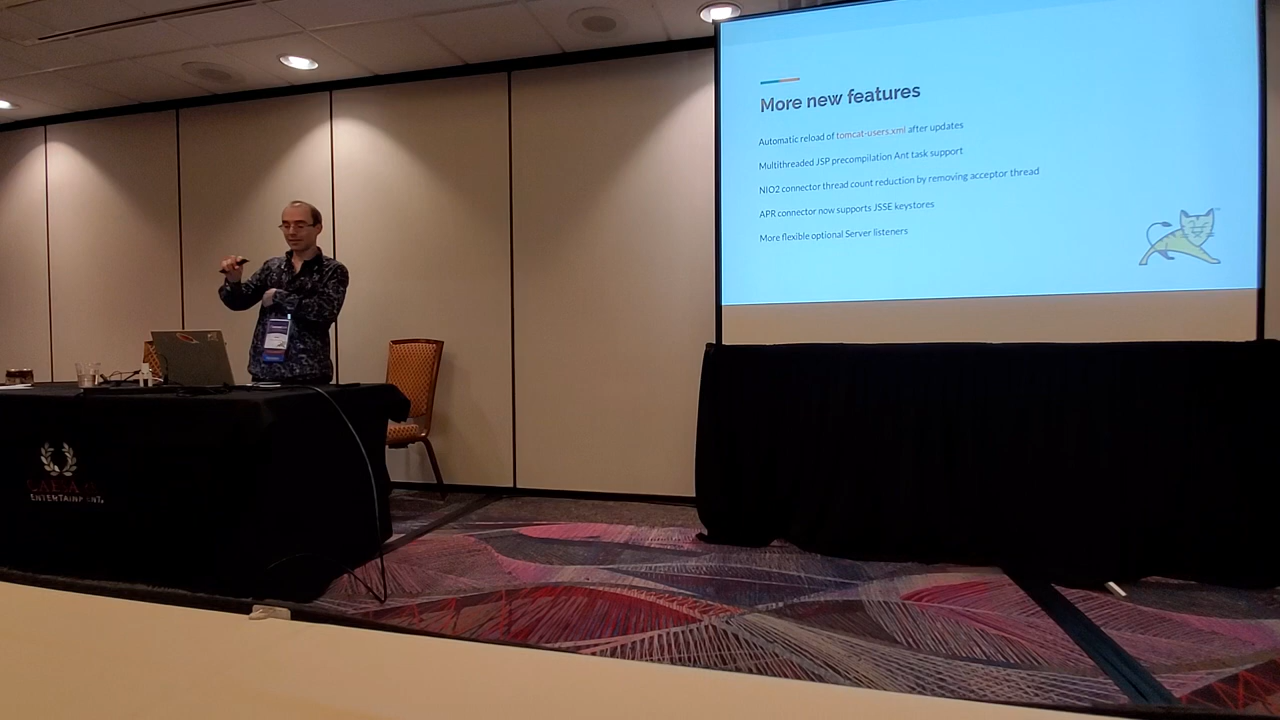 More new features
Automatic reload of tomcat-users.xml after updates
Multithreaded JSP precompilation Ant task support
NIO2 connector thread count reduction by removing acceptor thread
APR connector now supports JSSE keystores
More flexible optional Server listeners